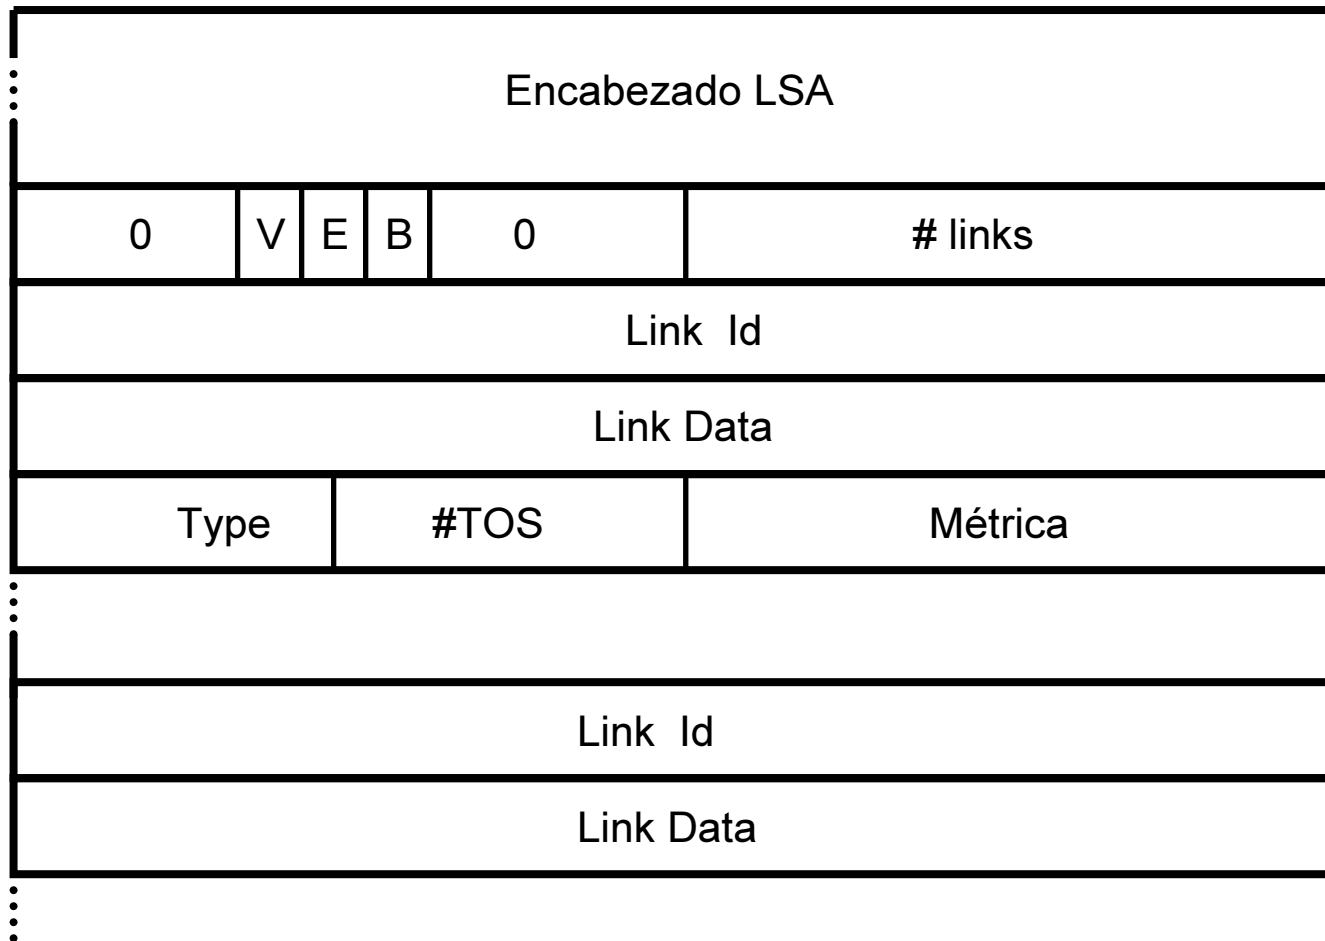 Encabezado LSA
0 V E B 0 # links
Link Id
Link Data
Type #TOS Métrica
Link Id
Link Data